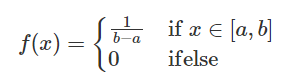 f(x) = { 1/(b−a) if x ∈ [a, b]
0 ifelse